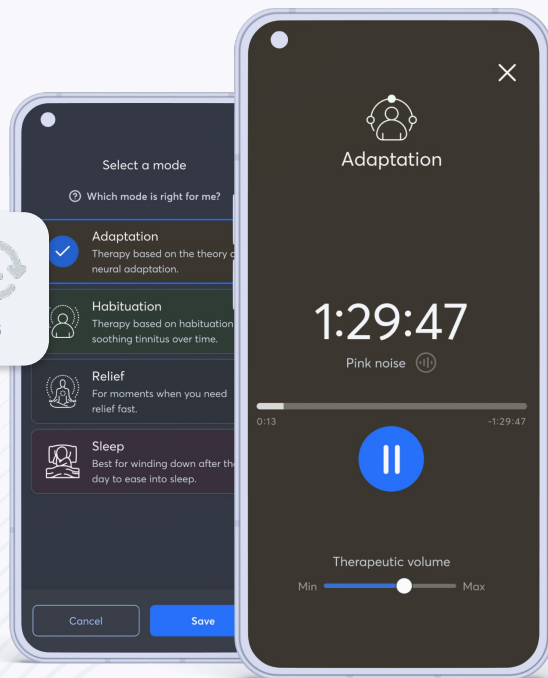 Select a mode
Which mode is right for me?
Adaptation
Therapy based on the theory
neural adaptation.
Habituation
Therapy based on habituation
soothing tinnitus over time.
Relief
For moments when you need
relief fast.
Sleep
Best for winding down after the
day to ease into sleep.
Cancel
Save
Adaptation
1:29:47
Pink noise
0:13
-1:29:47
Therapeutic volume
Min
Max